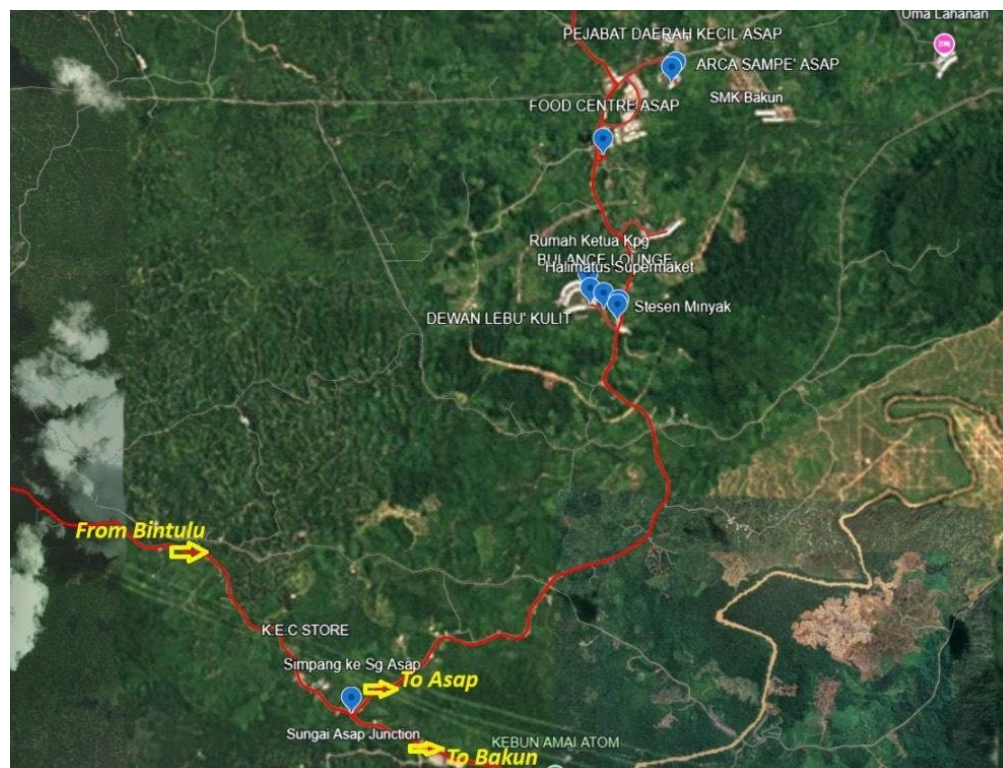 Uma Lahanan
PEJABAT DAERAH KECIL ASAP
ARCA SAMPE' ASAP
SMK Bakun
FOOD CENTRE ASAP
Rumah Ketua Kpg
BULANCE LOUNGE
Halimatus Supermaket
Stesen Minyak
DEWAN LEBU' KULIT
From Bintulu
K.E.C STORE
Simpang ke Sg Asap
To Asap
Sungai Asap Junction
KEBUN AMAI ATOM
To Bakun